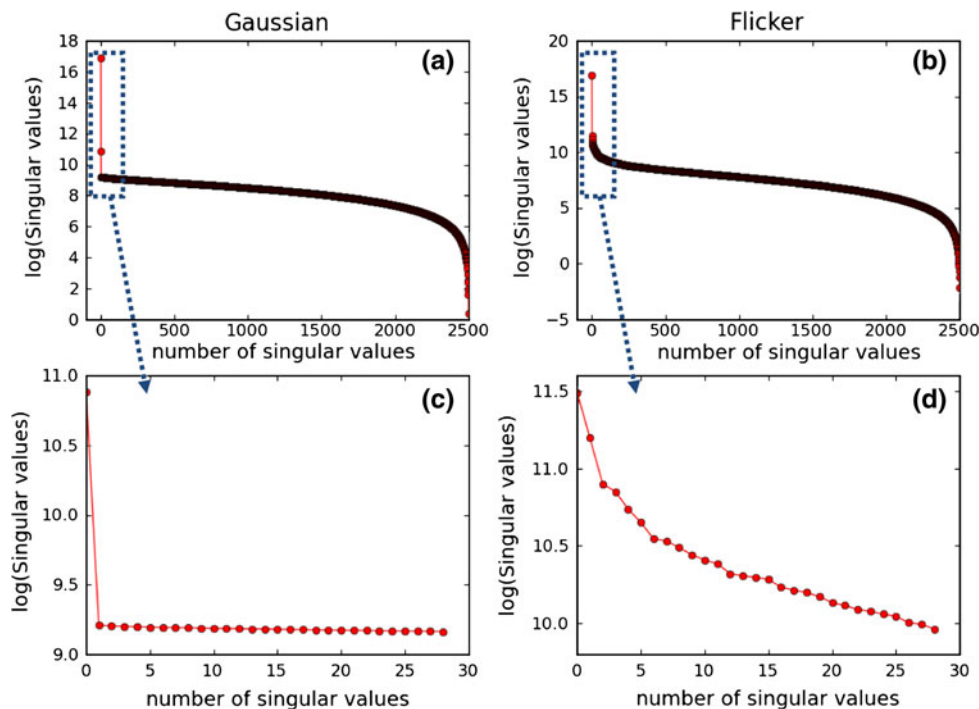 Gaussian
(a)
log(Singular values)
18
16
14
12
10
8
6
4
2
0
0 500 1000 1500 2000 2500
number of singular values
Flicker
(b)
log(Singular values)
20
15
10
5
0
−5
0 500 1000 1500 2000 2500
number of singular values
(c)
log(Singular values)
11.0
10.5
10.0
9.5
9.0
0 5 10 15 20 25 30
number of singular values
(d)
log(Singular values)
11.5
11.0
10.5
10.0
0 5 10 15 20 25 30
number of singular values